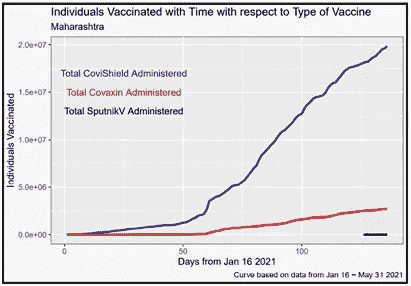 Individuals Vaccinated with Time with respect to Type of Vaccine
Maharashtra
Individuals Vaccinated
2.0e+07
1.5e+07
1.0e+07
5.0e+06
0.0e+00
Total CoviShield Administered
Total Covaxin Administered
Total SputnikV Administered
0
50
100
Days from Jan 16 2021
Curve based on data from Jan 16 - May 31 2021